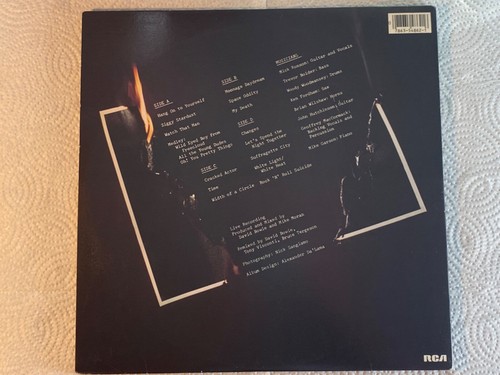 SIDE A
Hang On to Yourself
Ziggy Stardust
Watch That Man
Medley:
Wild Eyed Boy from
Freecloud
All the Young Dudes
Oh! You Pretty Things
SIDE B
Moonage Daydream
Space Oddity
My Death
SIDE C
Cracked Actor
Time
Width of a Circle
SIDE D
Changes
Let's Spend the
Night Together
Suffragette City
White Light/
White Heat
Rock 'N' Roll Suicide
MUSICIANS:
Mick Ronson: Guitar and Vocals
Trevor Bolder: Bass
Woody Woodmansey: Drums
Ken Fordham: Sax
Brian Wilshaw: Horns
John Hutchinson: Guitar
Geoffrey MacCormack:
Backing Vocals and
Percussion
Mike Garson: Piano
Live Recording
Produced and Mixed by
David Bowie and Mike Moran
Remixed by David Bowie,
Tony Visconti, Bruce Tergesen
Photography:
Album Design:
RCA